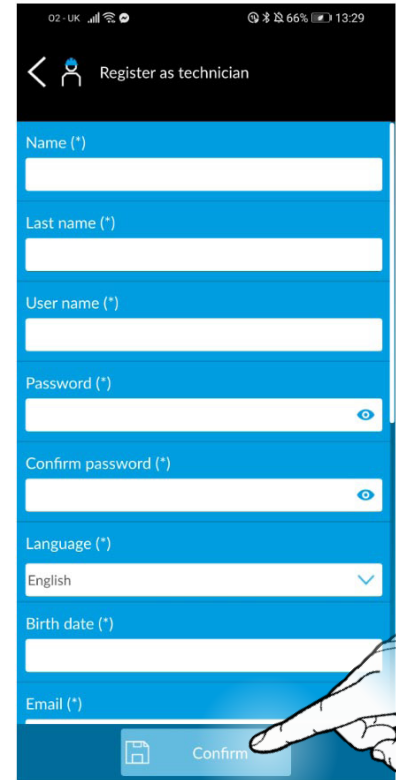 O2 - UK 66% 13:29
Register as technician
Name (*)
Last name (*)
User name (*)
Password (*)
Confirm password (*)
Language (*)
English
Birth date (*)
Email (*)
Confirm